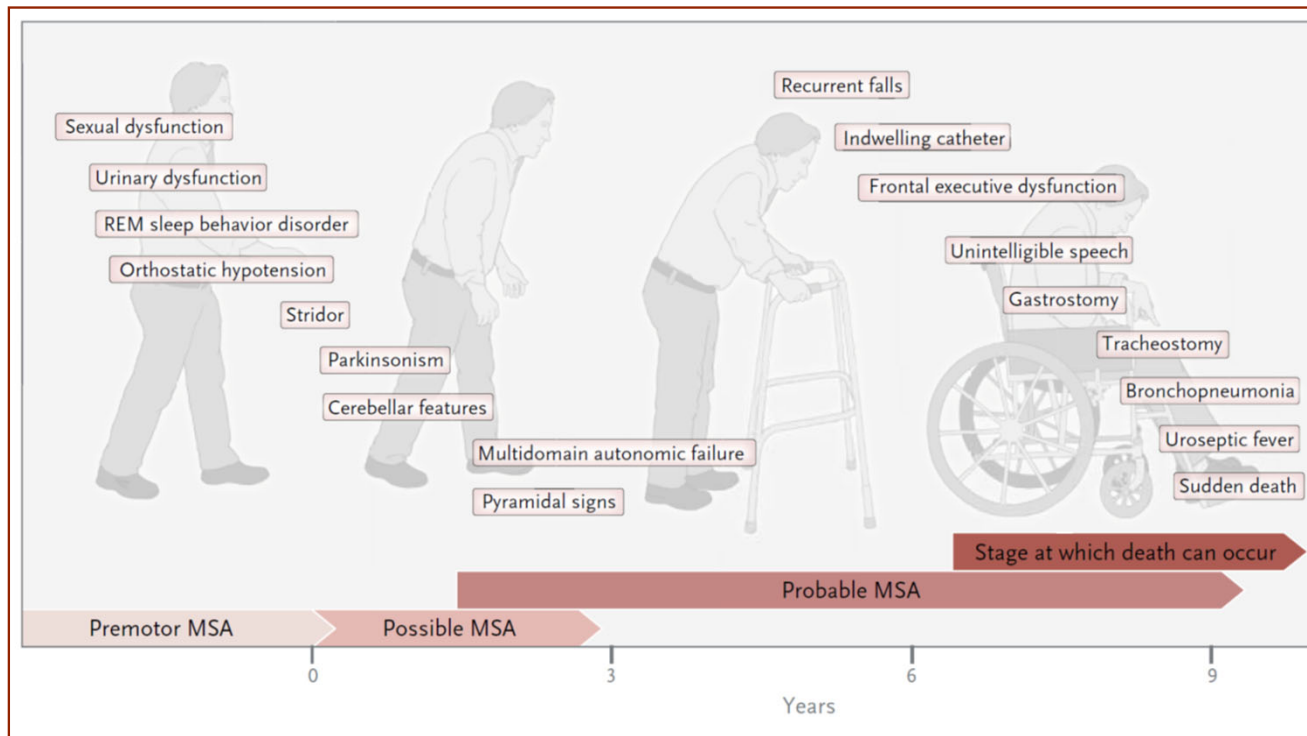 Recurrent falls
Sexual dysfunction
Indwelling catheter
Urinary dysfunction
Frontal executive dysfunction
REM sleep behavior disorder
Unintelligible speech
Orthostatic hypotension
Gastrostomy
Stridor
Tracheostomy
Parkinsonism
Bronchopneumonia
Cerebellar features
Uroseptic fever
Multidomain autonomic failure
Sudden death
Pyramidal signs
Stage at which death can occur
Probable MSA
Premotor MSA
Possible MSA
0
3
6
9
Years